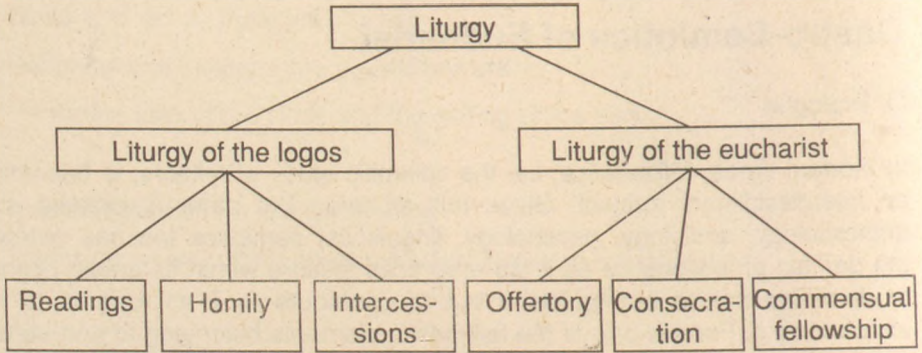 Liturgy
Liturgy of the logos
Liturgy of the eucharist
Readings
Homily
Interces-
sions
Offertory
Consecra-
tion
Commensual
fellowship